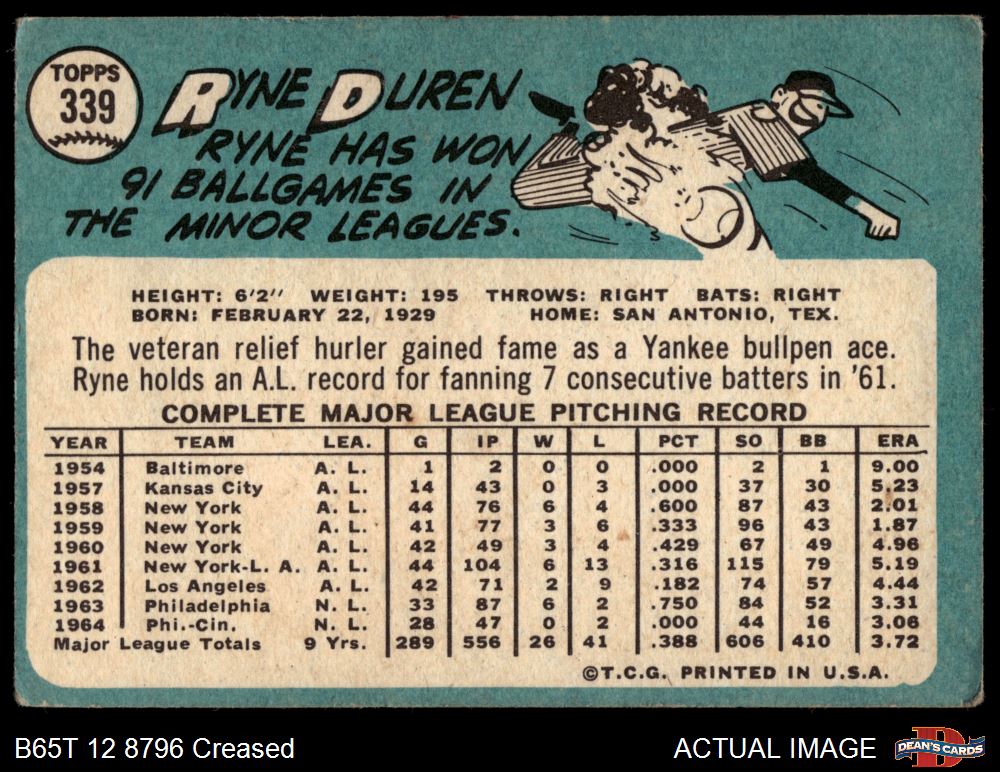 TOPPS
339
RYNE DUREN
RYNE HAS WON
91 BALLGAMES IN
THE MINOR LEAGUES.
HEIGHT: 6'2" WEIGHT: 195 THROWS: RIGHT BATS: RIGHT
BORN: FEBRUARY 22, 1929 HOME: SAN ANTONIO, TEX.
The veteran relief hurler gained fame as a Yankee bullpen ace.
Ryne holds an A.L. record for fanning 7 consecutive batters in '61.
COMPLETE MAJOR LEAGUE PITCHING RECORD
YEAR TEAM LEA. G IP W L PCT SO BB ERA
1954 Baltimore A. L. 1 2 0 0 .000 2 1 9.00
1957 Kansas City A. L. 14 43 0 3 .000 37 30 5.23
1958 New York A. L. 44 76 6 4 .600 87 43 2.01
1959 New York A. L. 41 77 3 6 .333 96 43 1.87
1960 New York A. L. 42 49 3 4 .429 67 49 4.96
1961 New York-L. A. A. L. 44 104 6 13 .316 115 79 5.19
1962 Los Angeles A. L. 42 71 2 9 .182 74 57 4.44
1963 Philadelphia N. L. 33 87 6 2 .750 84 52 3.31
1964 Phi.-Cin. N. L. 28 47 0 2 .000 44 16 3.06
Major League Totals 9 Yrs. 289 556 26 41 .388 606 410 3.72
©T.C.G. PRINTED IN U.S.A.
B65T 12 8796 Creased ACTUAL IMAGE DEAN'S CARDS